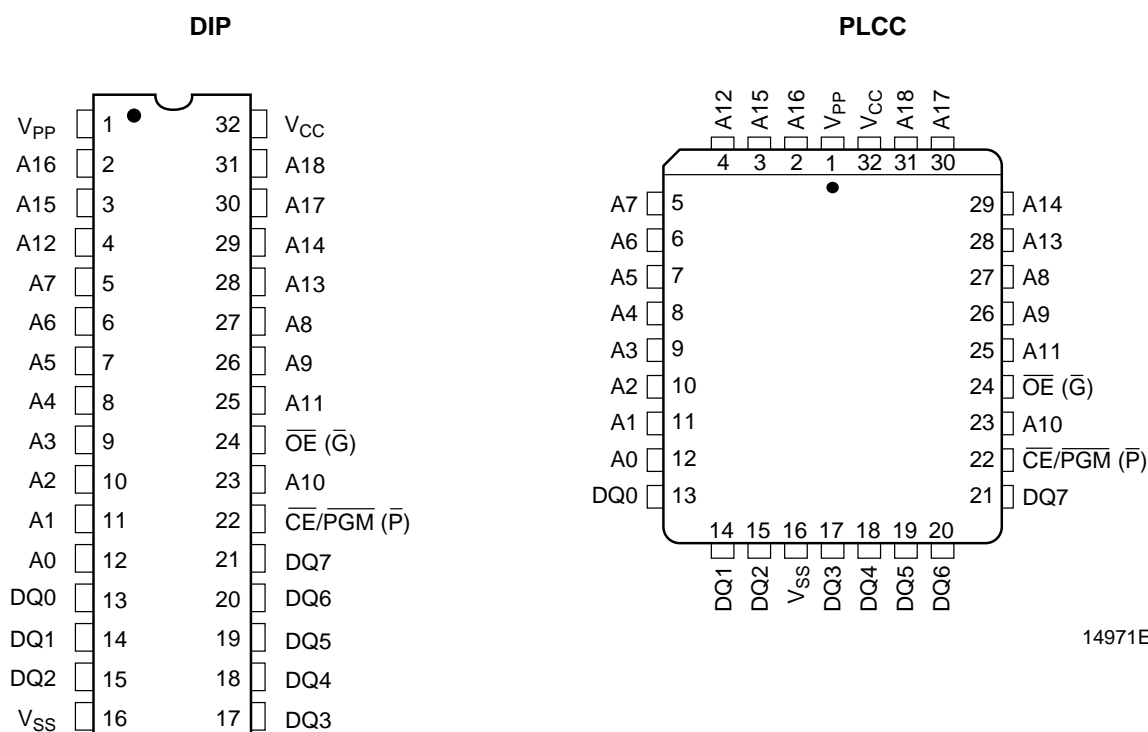 DIP
VPP 1 32 VCC
A16 2 31 A18
A15 3 30 A17
A12 4 29 A14
A7 5 28 A13
A6 6 27 A8
A5 7 26 A9
A4 8 25 A11
A3 9 24 O̅E̅ (G̅)
A2 10 23 A10
A1 11 22 C̅E̅/P̅G̅M̅ (P̅)
A0 12 21 DQ7
DQ0 13 20 DQ6
DQ1 14 19 DQ5
DQ2 15 18 DQ4
VSS 16 17 DQ3
PLCC
A12 A15 A16 VPP VCC A18 A17
4 3 2 1 32 31 30
A7 5 29 A14
A6 6 28 A13
A5 7 27 A8
A4 8 26 A9
A3 9 25 A11
A2 10 24 O̅E̅ (G̅)
A1 11 23 A10
A0 12 22 C̅E̅/P̅G̅M̅ (P̅)
DQ0 13 21 DQ7
14 15 16 17 18 19 20
DQ1 DQ2 VSS DQ3 DQ4 DQ5 DQ6
14971E